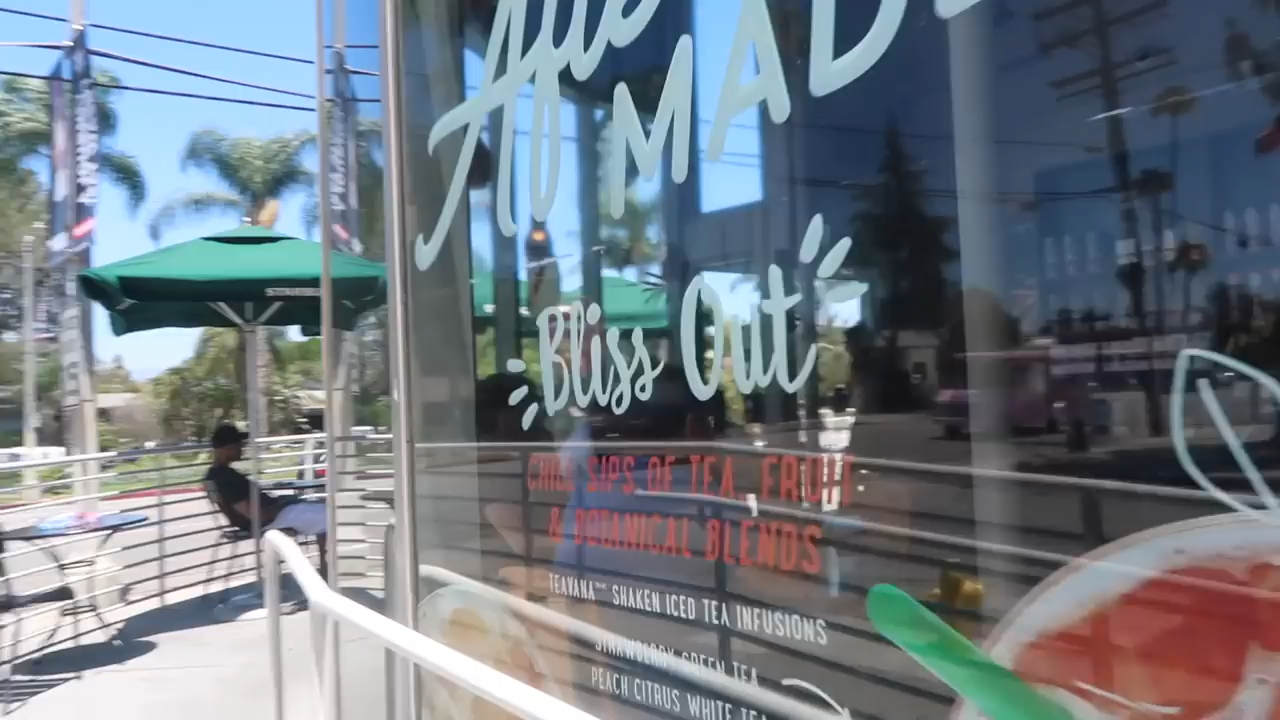 MAD
Bliss Out
CHILL SIPS OF TEA, FRUIT
& BOTANICAL BLENDS
TEAVANA™ SHAKEN ICED TEA INFUSIONS
STRAWBERRY GREEN TEA
PEACH CITRUS WHITE TEA